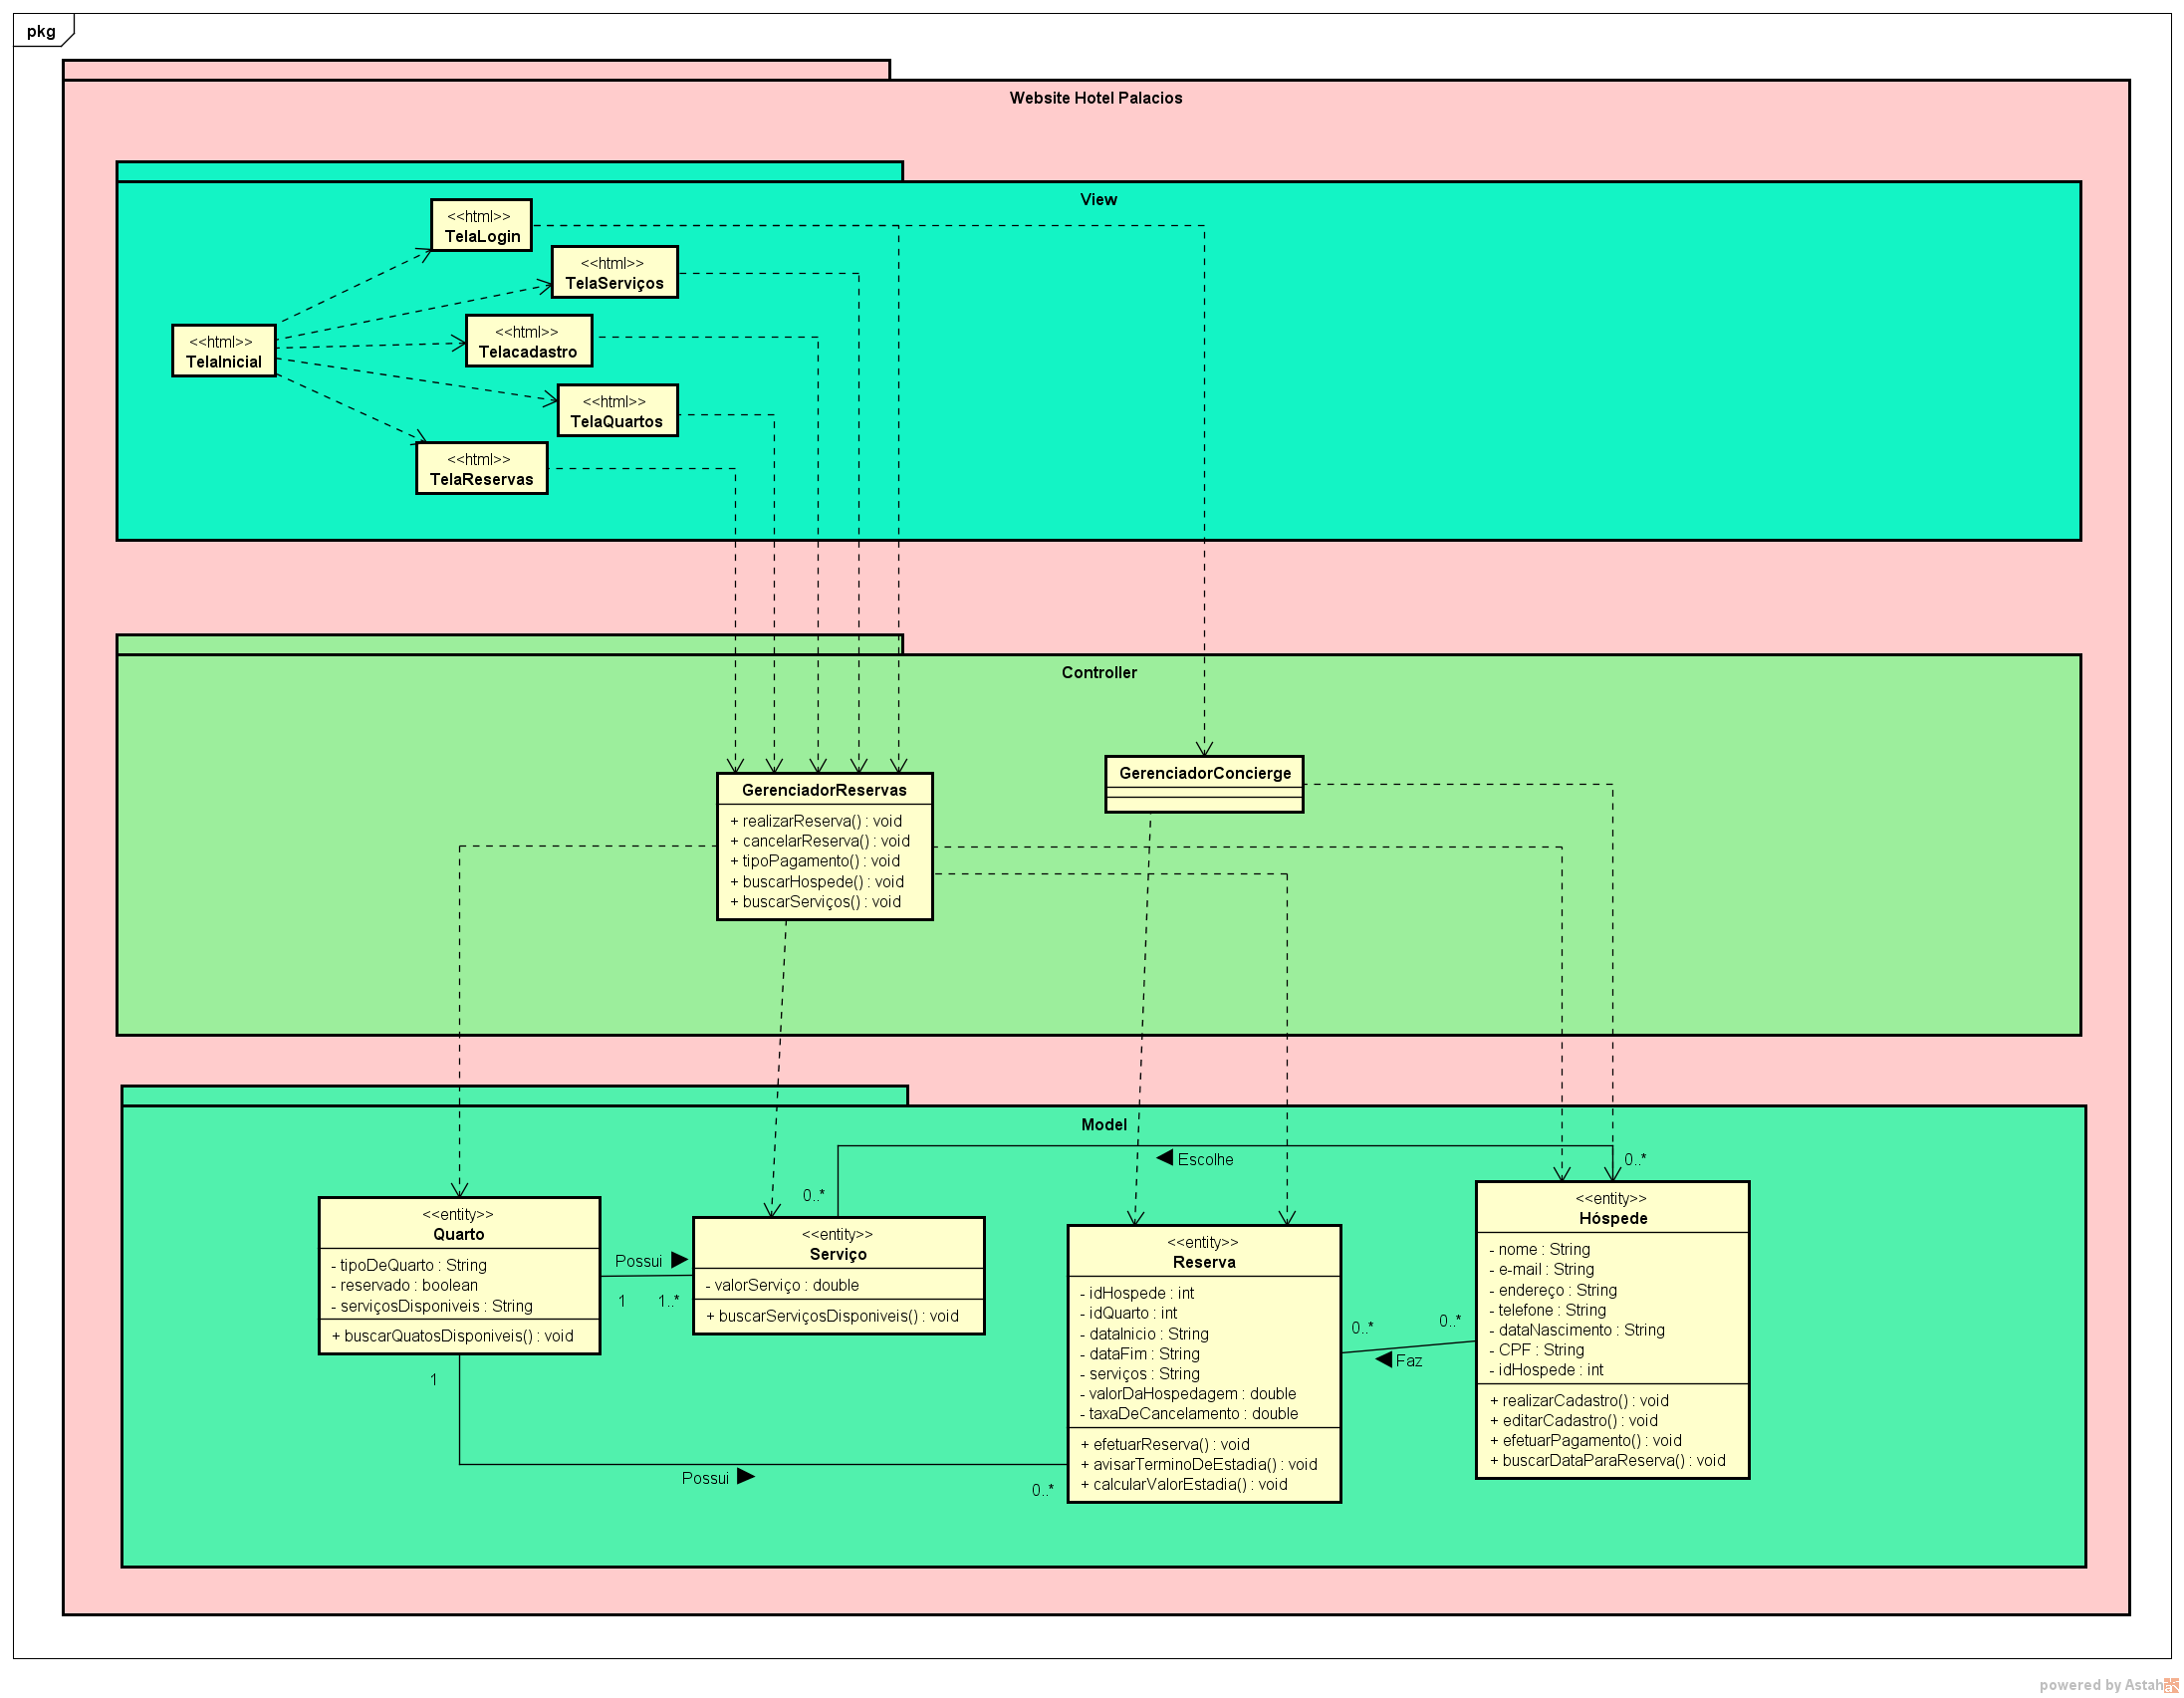 pkg
Website Hotel Palacios
View
<<html>>
TelaLogin
<<html>>
TelaServiços
<<html>>
Telacadastro
<<html>>
TelaInicial
<<html>>
TelaQuartos
<<html>>
TelaReservas
Controller
GerenciadorReservas
+ realizarReserva() : void
+ cancelarReserva() : void
+ tipoPagamento() : void
+ buscarHospede() : void
+ buscarServiços() : void
GerenciadorConcierge
Model
Escolhe
0..*
0..*
<<entity>>
Quarto
- tipoDeQuarto : String
- reservado : boolean
- serviçosDisponiveis : String
+ buscarQuatosDisponiveis() : void
Possui
1
1..*
<<entity>>
Serviço
- valorServiço : double
+ buscarServiçosDisponiveis() : void
<<entity>>
Reserva
- idHospede : int
- idQuarto : int
- dataInicio : String
- dataFim : String
- serviços : String
- valorDaHospedagem : double
- taxaDeCancelamento : double
+ efetuarReserva() : void
+ avisarTerminoDeEstadia() : void
+ calcularValorEstadia() : void
0..*
0..*
Faz
<<entity>>
Hóspede
- nome : String
- e-mail : String
- endereço : String
- telefone : String
- dataNascimento : String
- CPF : String
- idHospede : int
+ realizarCadastro() : void
+ editarCadastro() : void
+ efetuarPagamento() : void
+ buscarDataParaReserva() : void
1
Possui
0..*
powered by Astah